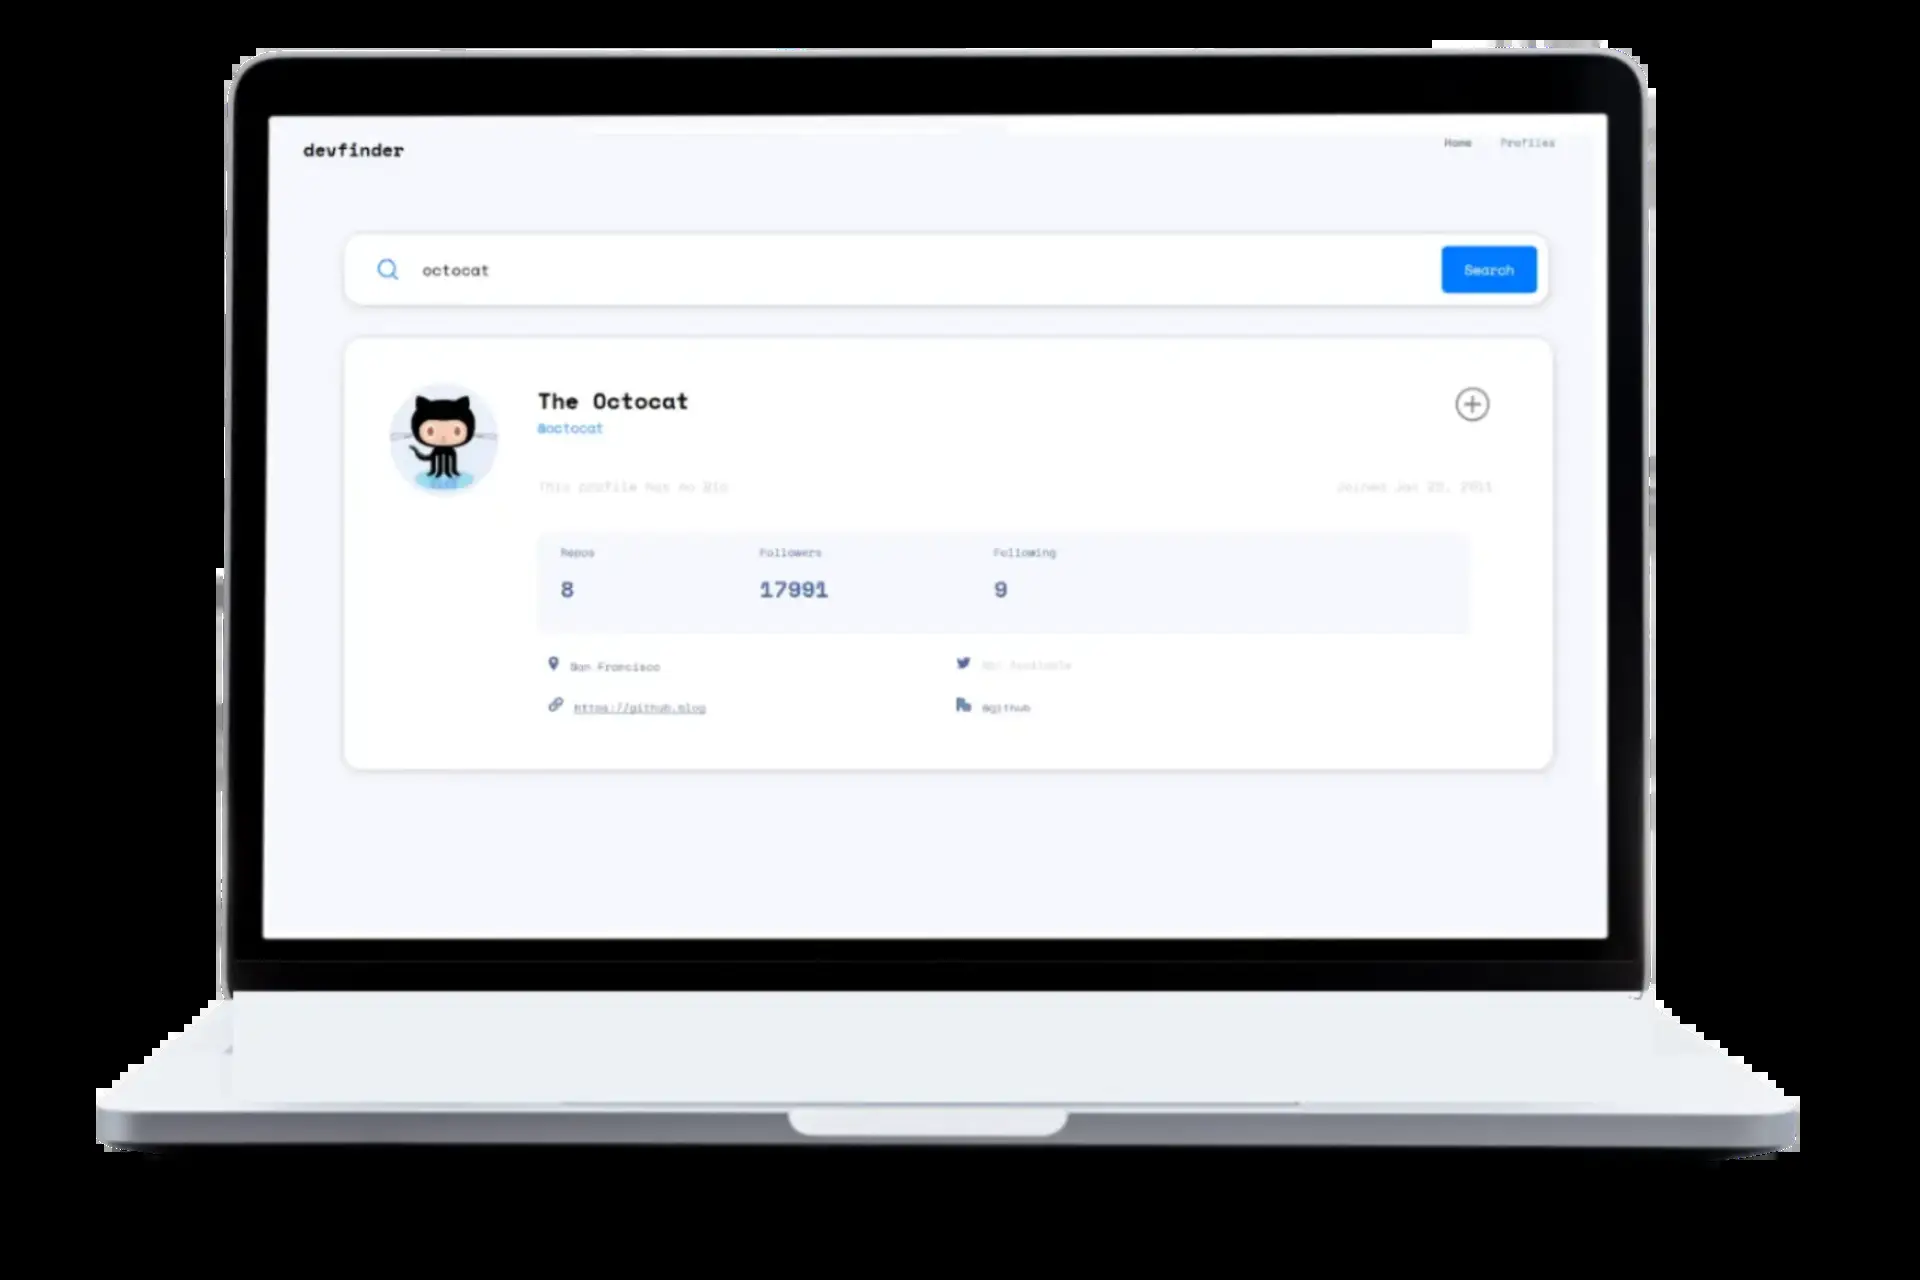 devfinder
Home Profiles
octocat
Search
The Octocat
@octocat
This profile has no Bio
Joined Jan 25, 2011
Repos Followers Following
8 17991 9
San Francisco
Not Available
https://github.blog
@github